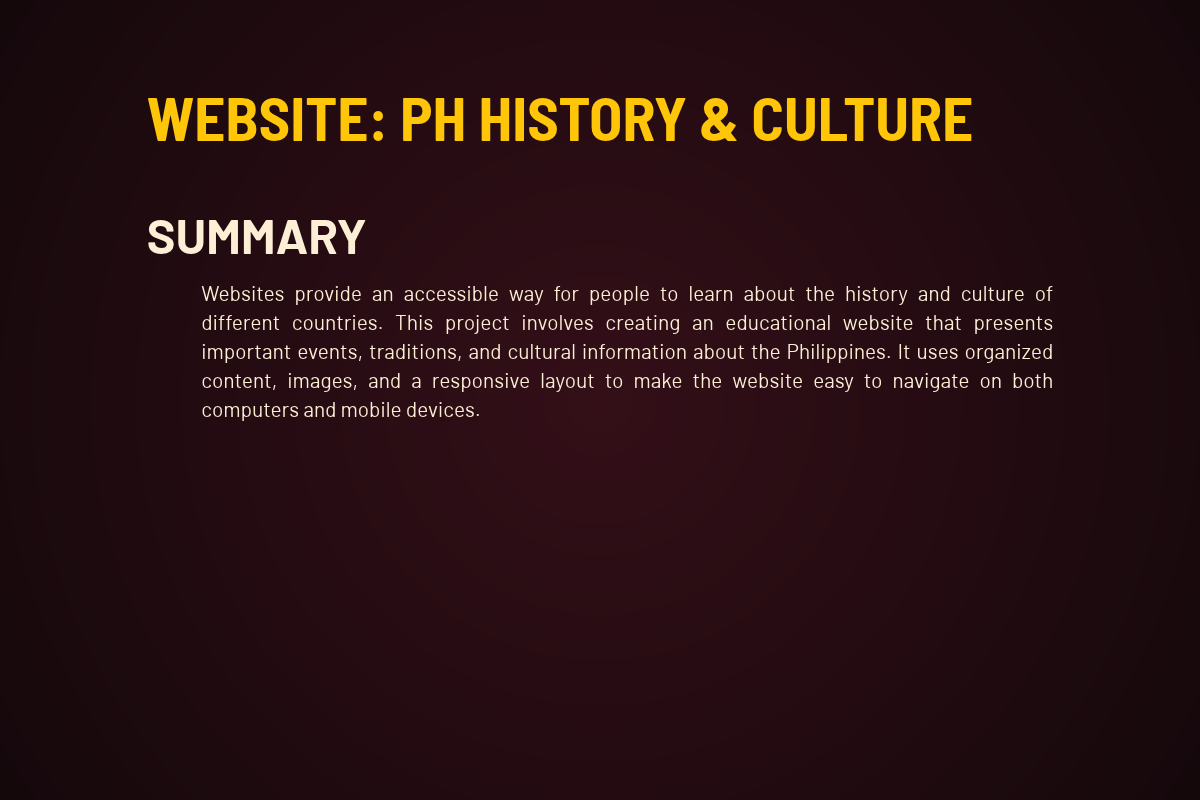 WEBSITE: PH HISTORY & CULTURE
SUMMARY
Websites provide an accessible way for people to learn about the history and culture of
different countries. This project involves creating an educational website that presents
important events, traditions, and cultural information about the Philippines. It uses organized
content, images, and a responsive layout to make the website easy to navigate on both
computers and mobile devices.